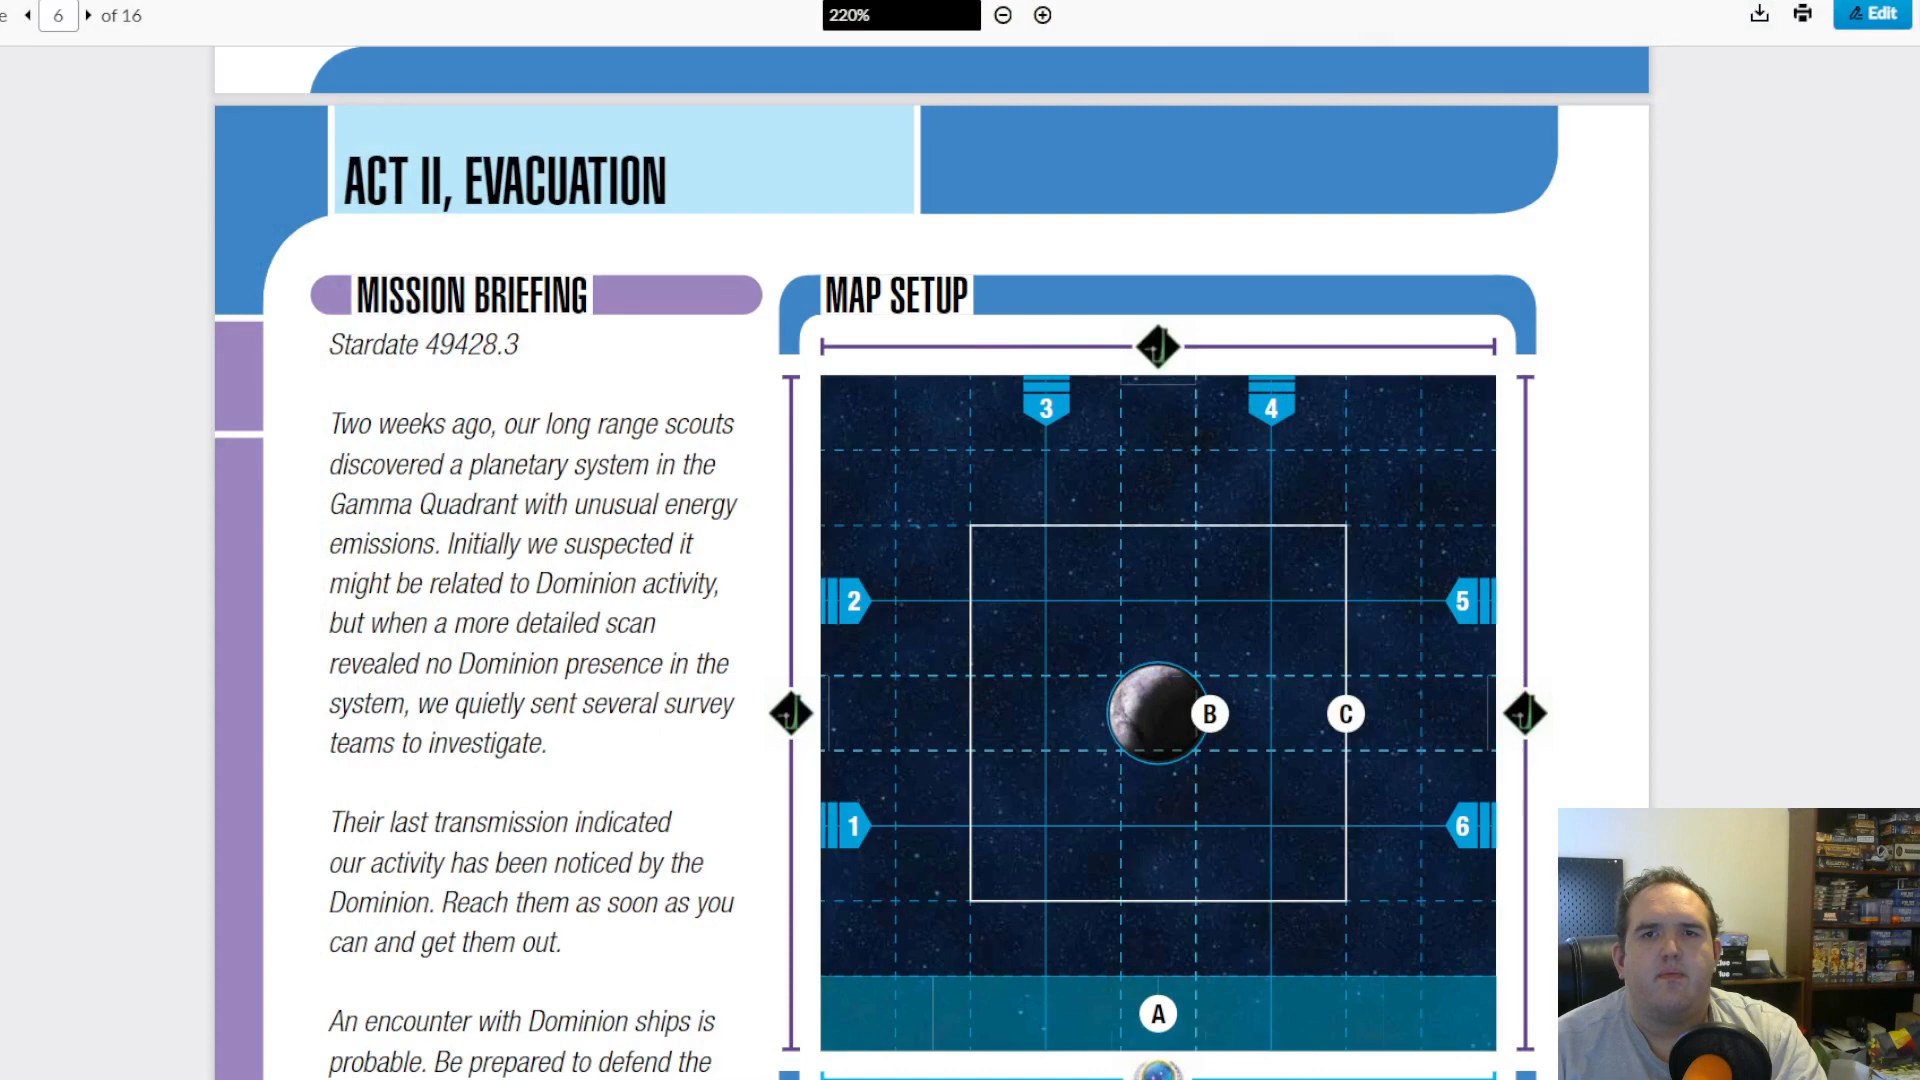 e
6
of 16
220%
Edit
ACT II, EVACUATION
MISSION BRIEFING
Stardate 49428.3
Two weeks ago, our long range scouts
discovered a planetary system in the
Gamma Quadrant with unusual energy
emissions. Initially we suspected it
might be related to Dominion activity,
but when a more detailed scan
revealed no Dominion presence in the
system, we quietly sent several survey
teams to investigate.
Their last transmission indicated
our activity has been noticed by the
Dominion. Reach them as soon as you
can and get them out.
An encounter with Dominion ships is
probable. Be prepared to defend the
MAP SETUP
3
4
2
5
B
C
1
6
A